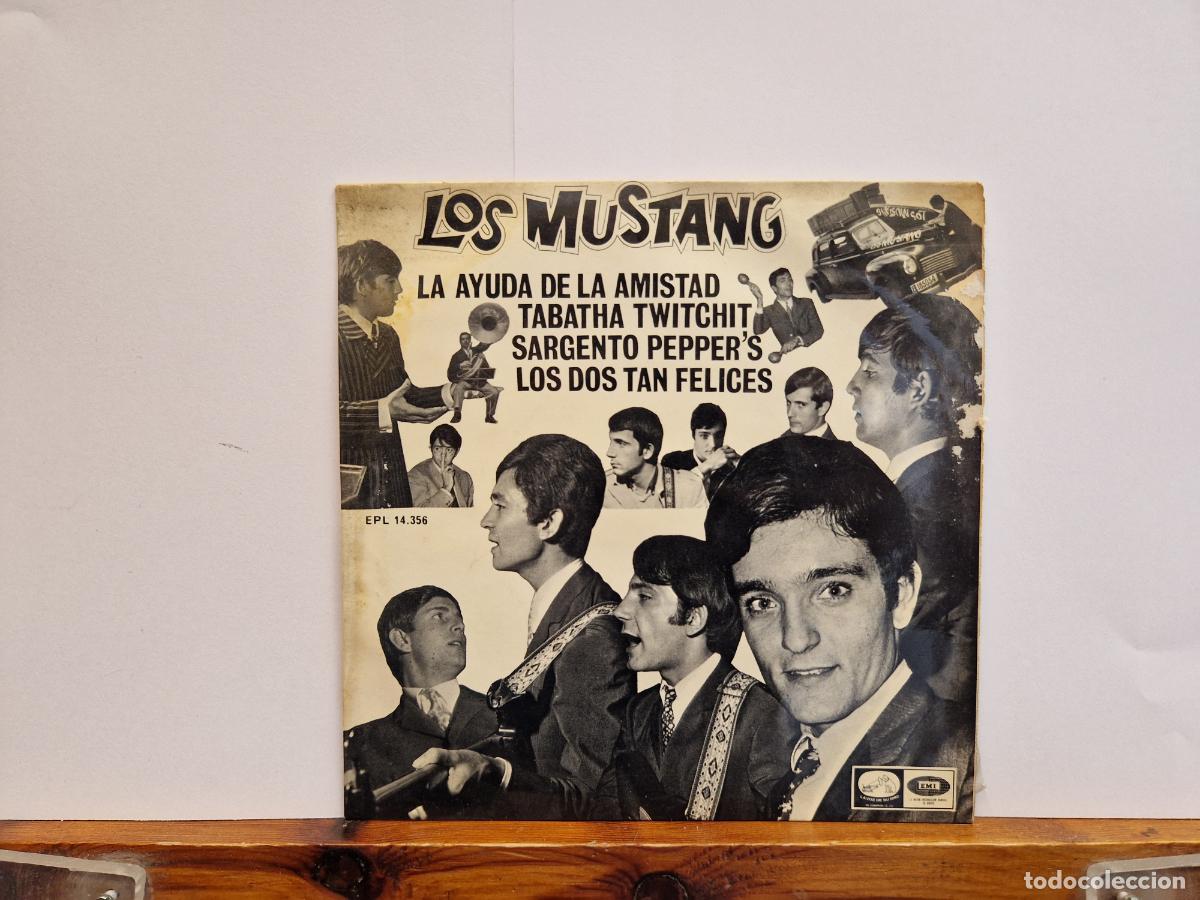 LOS MUSTANG
LA AYUDA DE LA AMISTAD
TABATHA TWITCHIT
SARGENTO PEPPER'S
LOS DOS TAN FELICES
EPL 14.356
EMI
todocoleccion